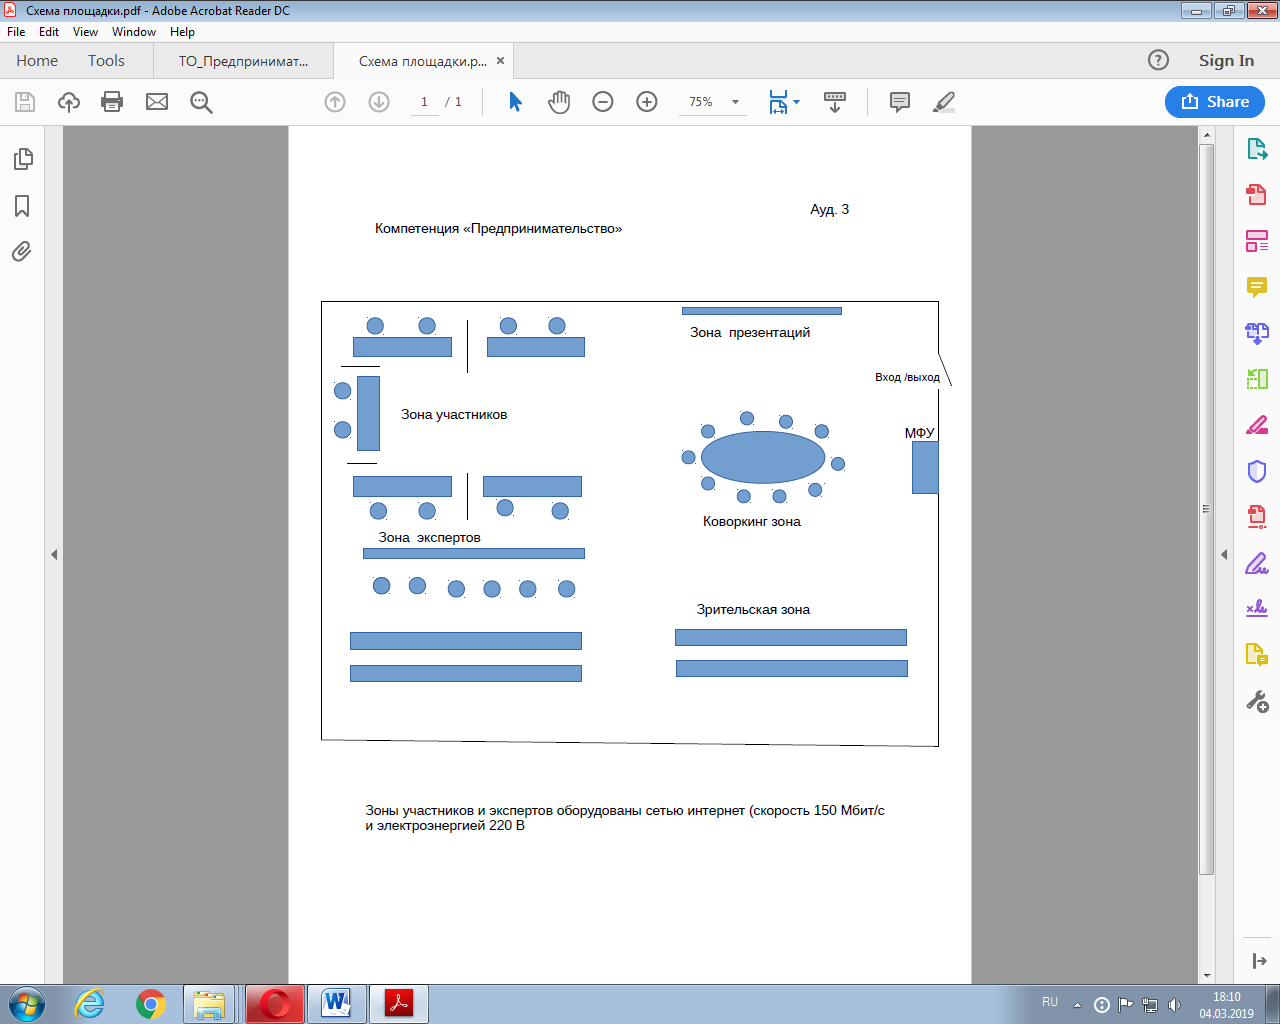 Схема площадки.pdf - Adobe Acrobat Reader DC
File Edit View Window Help
Home Tools ТО_Предпринимат... Схема площадки.р... ×
Sign In
1 / 1 75% Share
Ауд. 3
Компетенция «Предпринимательство»
Зона презентаций
Вход /выход
Зона участников
МФУ
Коворкинг зона
Зона экспертов
Зрительская зона
Зоны участников и экспертов оборудованы сетью интернет (скорость 150 Мбит/с
и электроэнергией 220 В
RU 18:10
04.03.2019